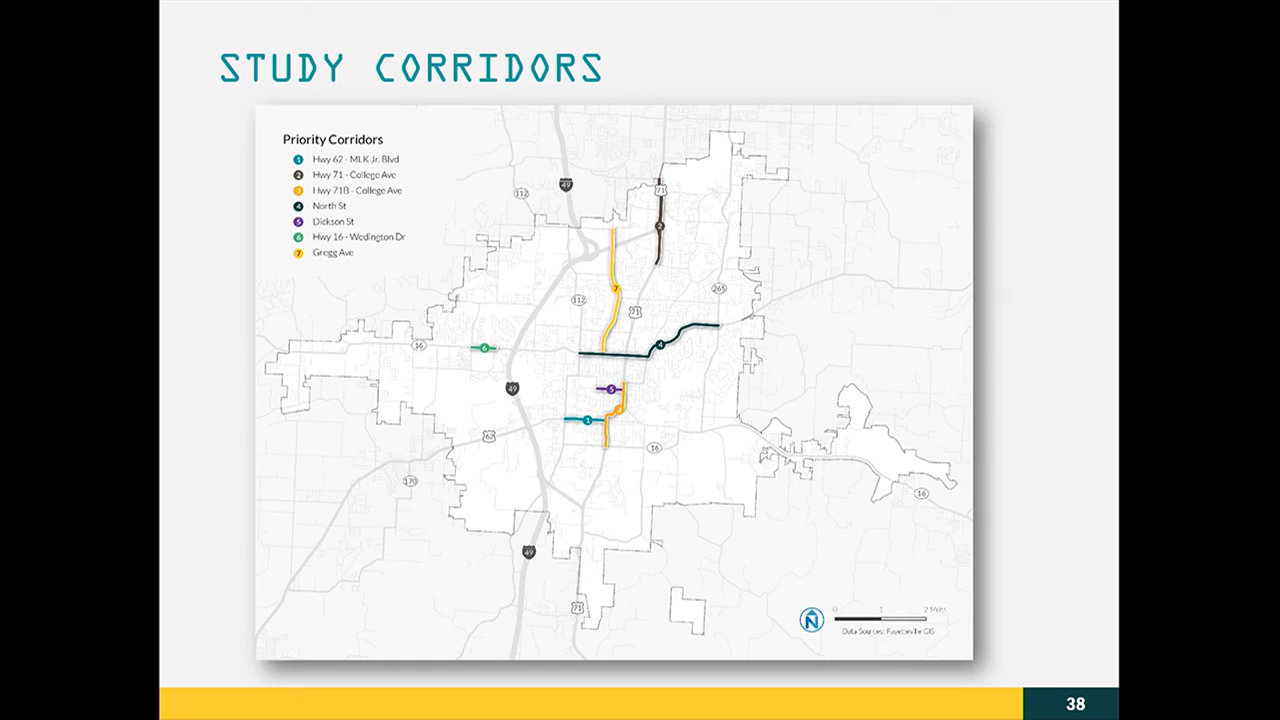 STUDY CORRIDORS
Priority Corridors
1 Hwy 62 - MLK Jr. Blvd
2 Hwy 71 - College Ave
3 Hwy 71B - College Ave
4 North St
5 Dickson St
6 Hwy 16 - Wedington Dr
7 Gregg Ave
49
112
71
2
7
112
265
71
16
6
4
49
5
3
1
62
16
170
16
49
71
N
0 1 2 Miles
Data Sources: Fayetteville GIS
38